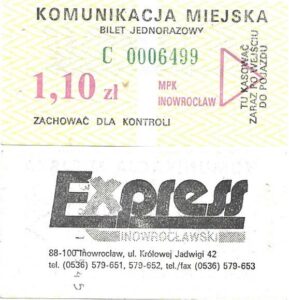 KOMUNIKACJA MIEJSKA
BILET JEDNORAZOWY
C 0006499
1,10 zł
MPK
INOWROCŁAW
ZACHOWAĆ DLA KONTROLI
TU KASOWAĆ
ZARAZ PO WEJŚCIU
DO POJAZDU
Express
INOWROCŁAWSKI
88-100 Inowrocław, ul. Królowej Jadwigi 42
tel. (0536) 579-651, 579-652, tel./fax (0536) 579-653